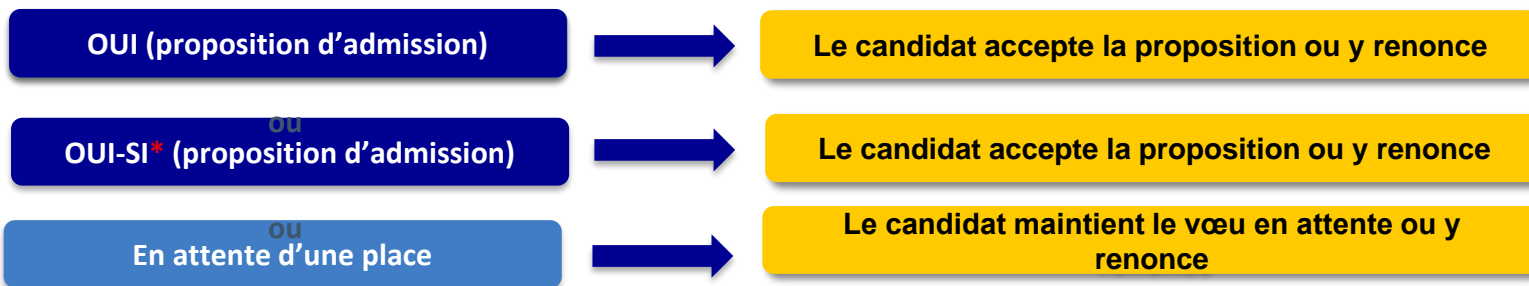 OUI (proposition d’admission)
Le candidat accepte la proposition ou y renonce
ou
OUI-SI* (proposition d’admission)
Le candidat accepte la proposition ou y renonce
ou
En attente d’une place
Le candidat maintient le vœu en attente ou y
renonce